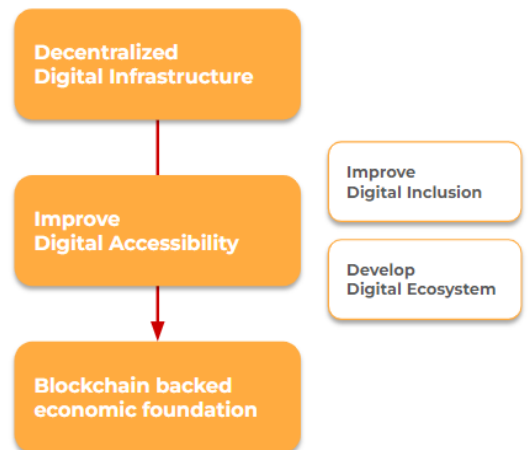 Decentralized
Digital Infrastructure
Improve
Digital Accessibility
Improve
Digital Inclusion
Develop
Digital Ecosystem
Blockchain backed
economic foundation